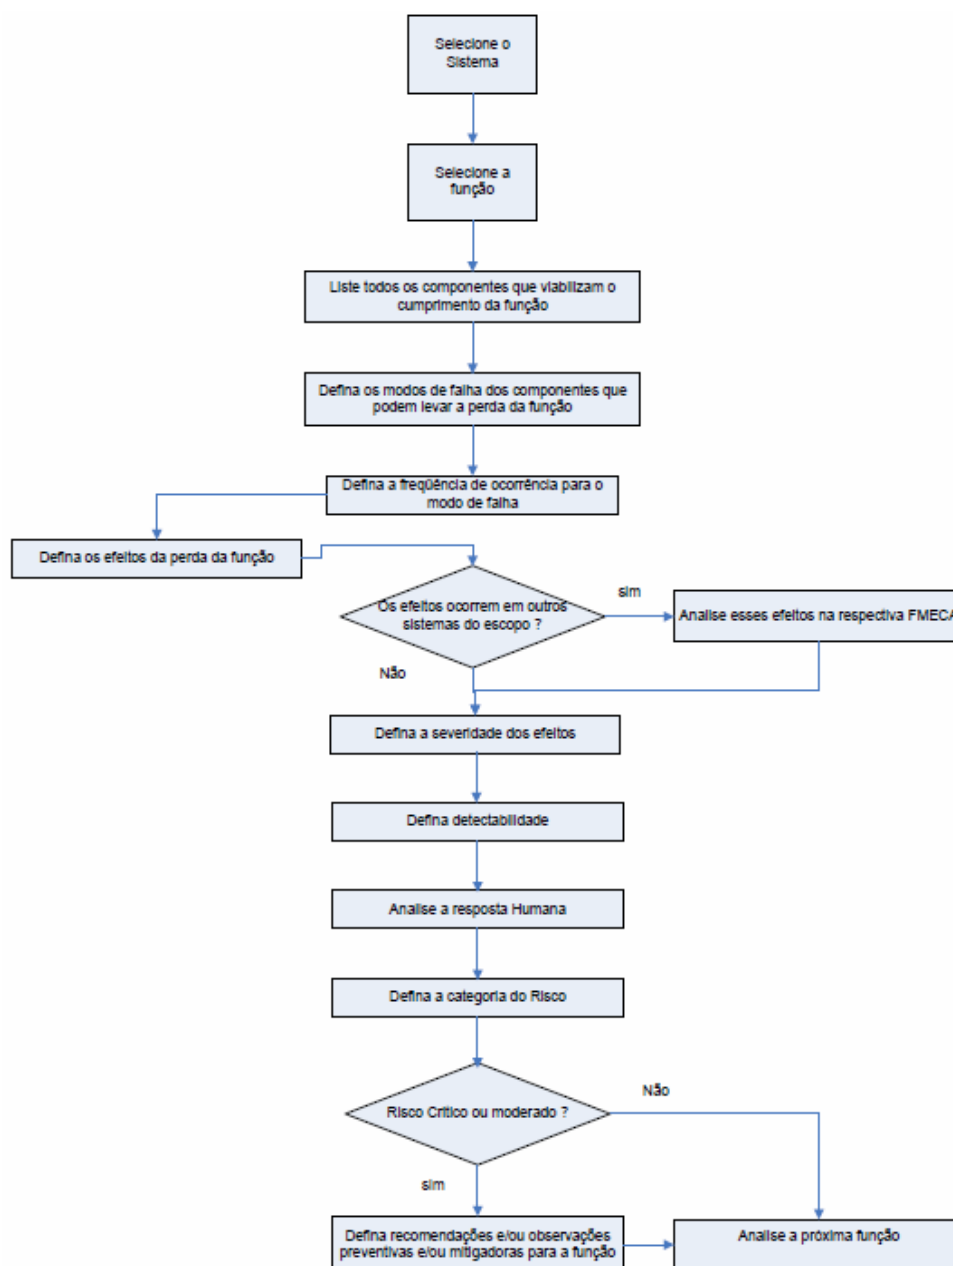 Selecione o
Sistema
Selecione a
função
Liste todos os componentes que viabilizam o
cumprimento da função
Defina os modos de falha dos componentes que
podem levar a perda da função
Defina a freqüência de ocorrência para o
modo de falha
Defina os efeitos da perda da função
Os efeitos ocorrem em outros
sistemas do escopo ?
sim
Analise esses efeitos na respectiva FMECA
Não
Defina a severidade dos efeitos
Defina detectabilidade
Analise a resposta Humana
Defina a categoria do Risco
Risco Crítico ou moderado ?
Não
sim
Defina recomendações e/ou observações
preventivas e/ou mitigadoras para a função
Analise a próxima função